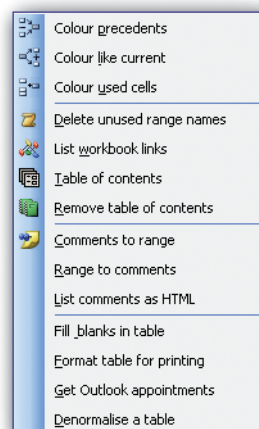 Colour precedents
Colour like current
Colour used cells
Delete unused range names
List workbook links
Table of contents
Remove table of contents
Comments to range
Range to comments
List comments as HTML
Fill blanks in table
Format table for printing
Get Outlook appointments
Denormalise a table